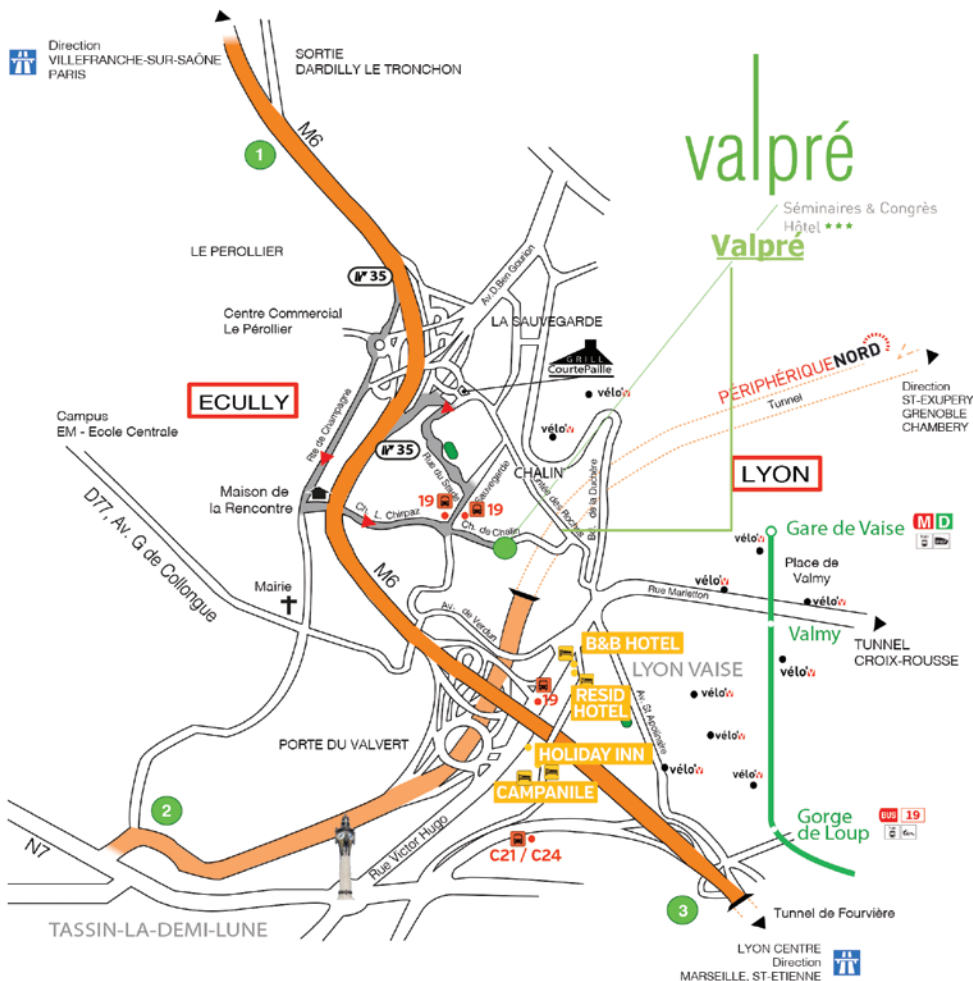 Direction
VILLEFRANCHE-SUR-SAÔNE
PARIS
SORTIE
DARDILLY LE TRONCHON
M6
1
valpré
Séminaires & Congrès
Hôtel ★★★
Valpré
LE PEROLLIER
35
Av.D.Ben Gourion
Centre Commercial
Le Pérollier
LA SAUVEGARDE
GRILL
CourtePaille
PÉRIPHÉRIQUE NORD
Tunnel
Direction
ST-EXUPERY
GRENOBLE
CHAMBERY
ECULLY
Rte de Champagne
vélo'v
vélo'v
Campus
EM - Ecole Centrale
35
Rue du Stade
Sauvegarde
CHALIN
Montée des Roches
Bd. de la Duchère
LYON
Maison de
la Rencontre
19
19
Ch. L. Chirpaz
Ch. de Chalin
D77, Av. G de Collongue
Gare de Vaise
M D
vélo'v
Place de
Valmy
vélo'v
vélo'v
Rue Marietton
M6
Mairie
Av. de Verdun
Valmy
TUNNEL
CROIX-ROUSSE
B&B HOTEL
LYON VAISE
vélo'v
RESID
HOTEL
19
vélo'v
Av. St Apolinaire
vélo'v
PORTE DU VALVERT
HOLIDAY INN
vélo'v
vélo'v
CAMPANILE
2
Gorge
de Loup
BUS 19
N7
Rue Victor Hugo
C21 / C24
3
Tunnel de Fourvière
TASSIN-LA-DEMI-LUNE
LYON CENTRE
Direction
MARSEILLE, ST-ETIENNE